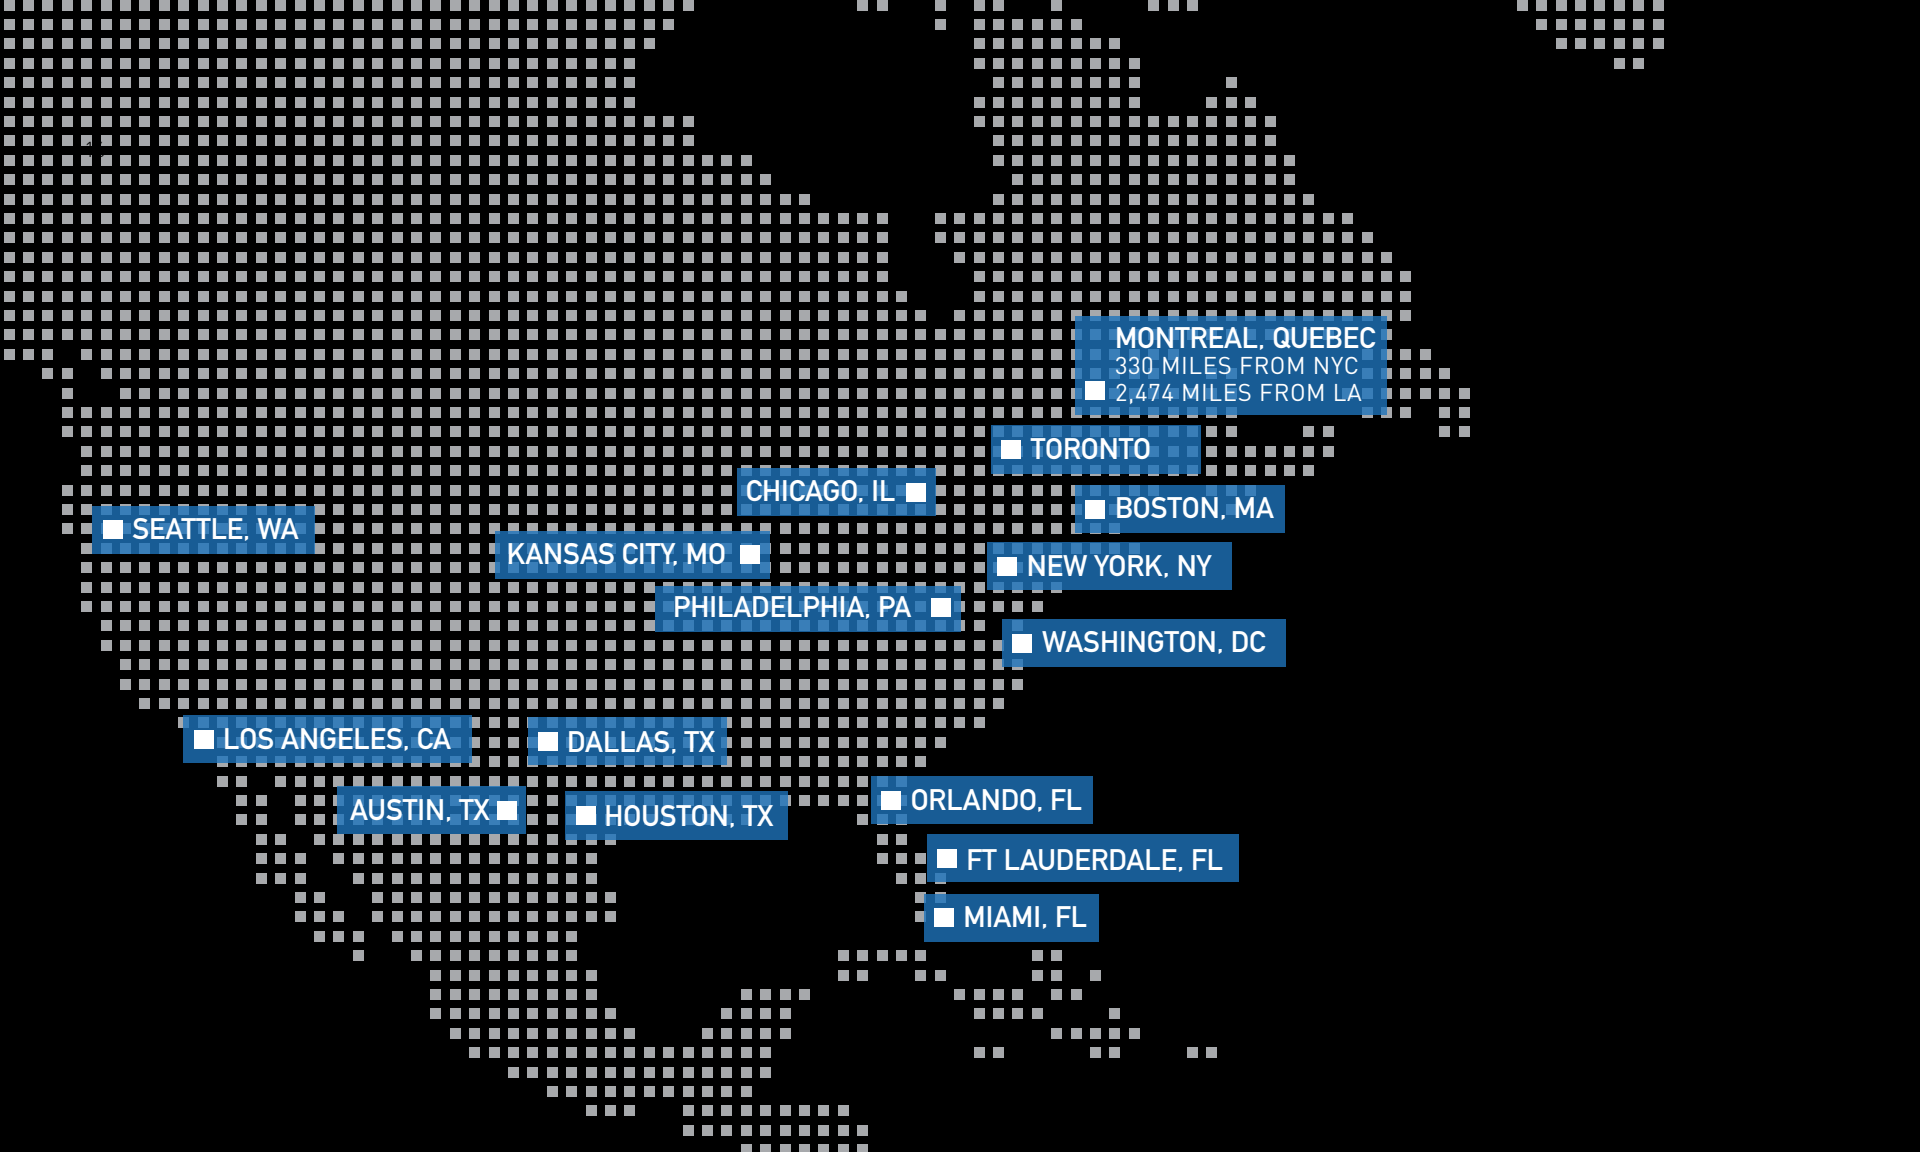 MONTREAL, QUEBEC
330 MILES FROM NYC
2,474 MILES FROM LA
TORONTO
CHICAGO, IL
BOSTON, MA
SEATTLE, WA
KANSAS CITY, MO
NEW YORK, NY
PHILADELPHIA, PA
WASHINGTON, DC
LOS ANGELES, CA
DALLAS, TX
ORLANDO, FL
AUSTIN, TX
HOUSTON, TX
FT LAUDERDALE, FL
MIAMI, FL